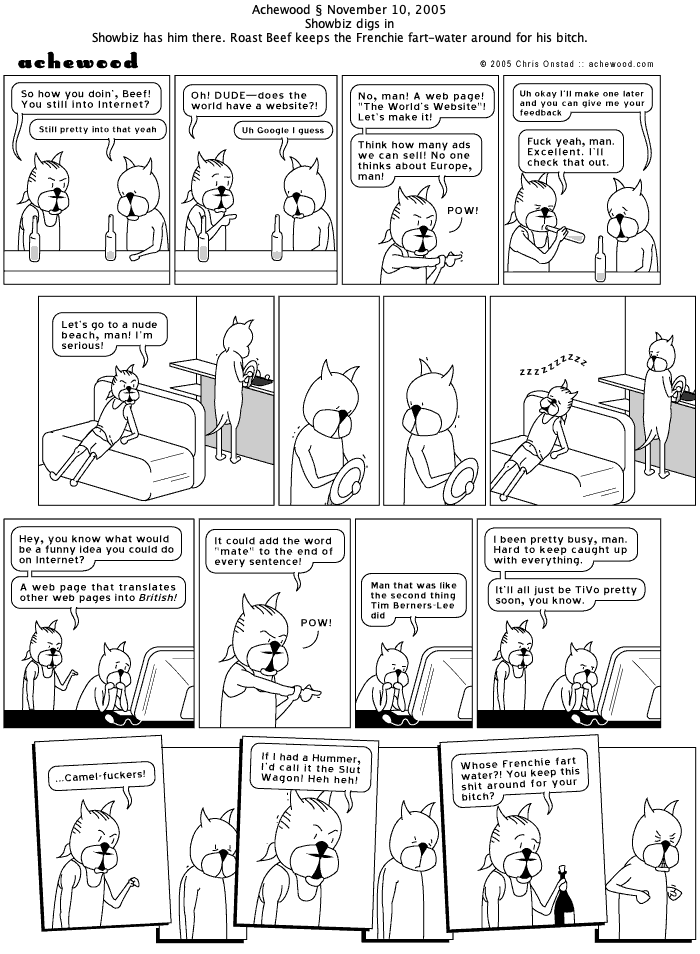 Achewood § November 10, 2005
Showbiz digs in
Showbiz has him there. Roast Beef keeps the Frenchie fart-water around for his bitch.
achewood
© 2005 Chris Onstad :: achewood.com
So how you doin', Beef!
You still into Internet?
Still pretty into that yeah
Oh! DUDE—does the
world have a website?!
Uh Google I guess
No, man! A web page!
"The World's Website"!
Let's make it!
Think how many ads
we can sell! No one
thinks about Europe,
man!
POW!
Uh okay I'll make one later
and you can give me your
feedback
Fuck yeah, man.
Excellent. I'll
check that out.
Let's go to a nude
beach, man! I'm
serious!
zzzzzzzzzz
Hey, you know what would
be a funny idea you could do
on Internet?
A web page that translates
other web pages into British!
It could add the word
"mate" to the end of
every sentence!
POW!
Man that was like
the second thing
Tim Berners-Lee
did
I been pretty busy, man.
Hard to keep caught up
with everything.
It'll all just be TiVo pretty
soon, you know.
...Camel-fuckers!
If I had a Hummer,
I'd call it the Slut
Wagon! Heh heh!
Whose Frenchie fart
water?! You keep this
shit around for your
bitch?